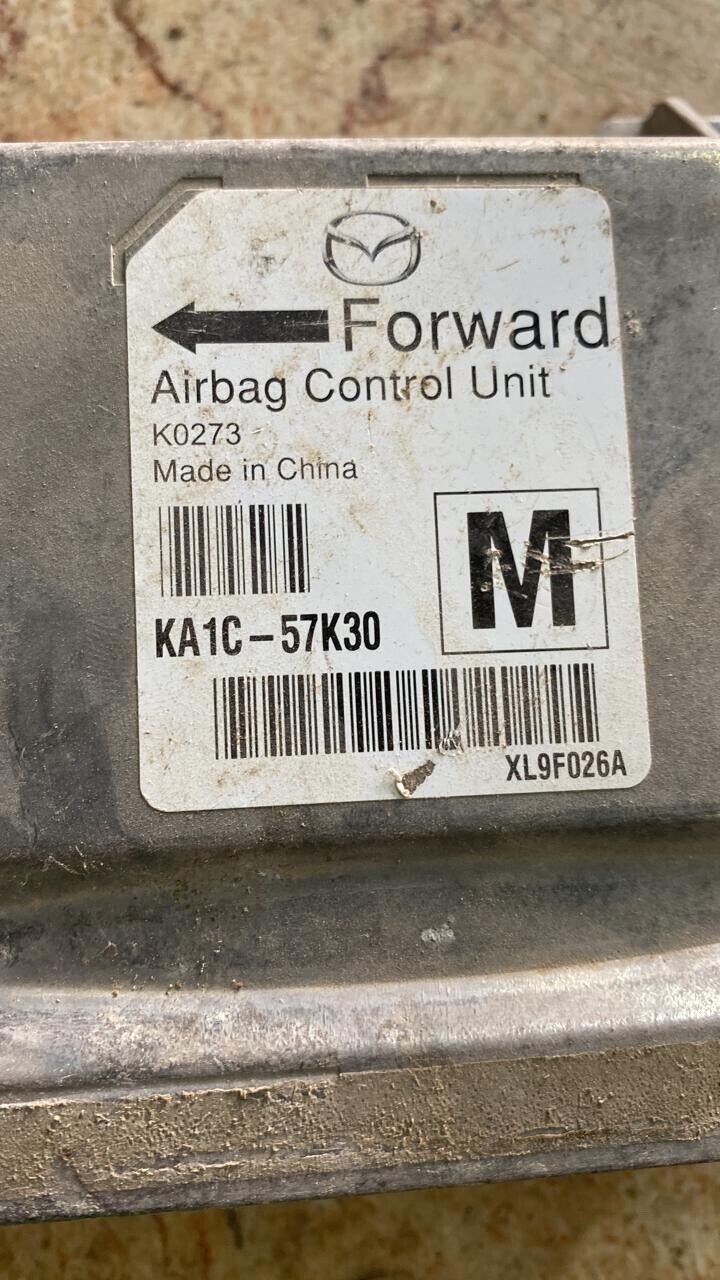 Forward
Airbag Control Unit
K0273
Made in China
M
KA1C-57K30
XL9F026A